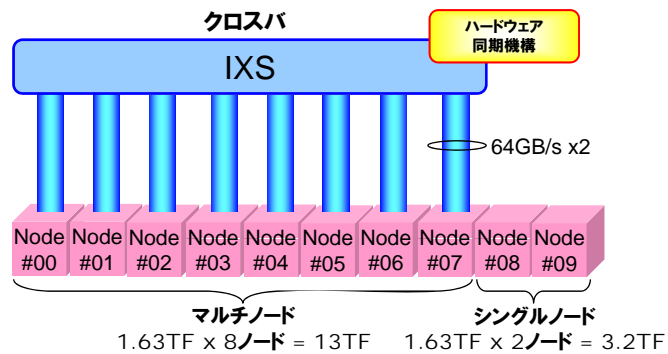 クロスバ
ハードウェア
同期機構
IXS
64GB/s x2
Node
#00
Node
#01
Node
#02
Node
#03
Node
#04
Node
#05
Node
#06
Node
#07
Node
#08
Node
#09
マルチノード
1.63TF x 8ノード = 13TF
シングルノード
1.63TF x 2ノード = 3.2TF